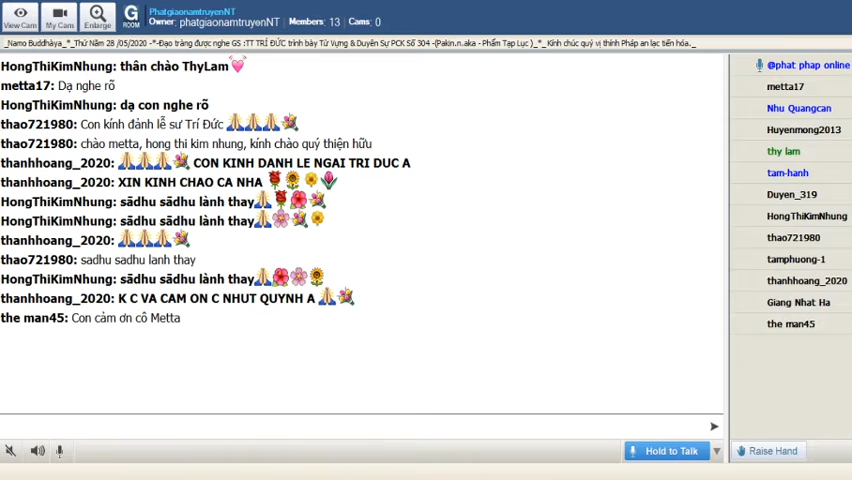 View Cam
My Cam
Enlarge
G
ROOM
PhatgiaonamtruyenNT
Owner: phatgiaonamtruyenNT Members: 13 Cams: 0
_Namo Buddhàya_*_Thứ Năm 28 /05/2020 -*-Đạo tràng được nghe GS :TT TRÍ ĐỨC trình bày Từ Vựng & Duyên Sự PCK Số 304 -(Pakin.n.aka - Phẩm Tạp Lục )_*_ Kính chúc quý vị thính Pháp an lạc tiến hóa._
HongThiKimNhung: thân chào ThyLam
metta17: Dạ nghe rõ
HongThiKimNhung: dạ con nghe rõ
thao721980: Con kính đảnh lễ sư Trí Đức
thao721980: chào metta, hong thi kim nhung, kính chào quý thiện hữu
thanhhoang_2020: CON KINH DANH LE NGAI TRI DUC A
thanhhoang_2020: XIN KINH CHAO CA NHA
HongThiKimNhung: sādhu sādhu lành thay
HongThiKimNhung: sādhu sādhu lành thay
thanhhoang_2020:
thao721980: sadhu sadhu lanh thay
HongThiKimNhung: sādhu sādhu lành thay
thanhhoang_2020: K C VA CAM ON C NHUT QUYNH A
the man45: Con cảm ơn cô Metta
@phat phap online
metta17
Nhu Quangcan
Huyenmong2013
thy lam
tam-hanh
Duyen_319
HongThiKimNhung
thao721980
tamphuong-1
thanhhoang_2020
Giang Nhat Ha
the man45
Hold to Talk
Raise Hand